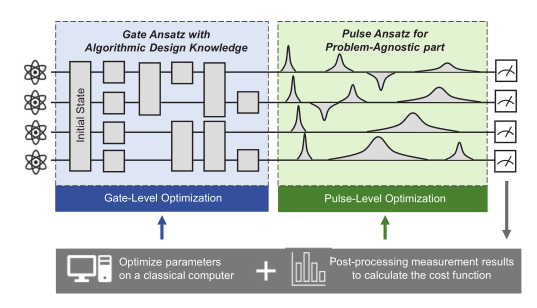 Gate Ansatz with
Algorithmic Design Knowledge
Pulse Ansatz for
Problem-Agnostic part
Initial State
Gate-Level Optimization
Pulse-Level Optimization
Optimize parameters
on a classical computer
+
Post-processing measurement results
to calculate the cost function